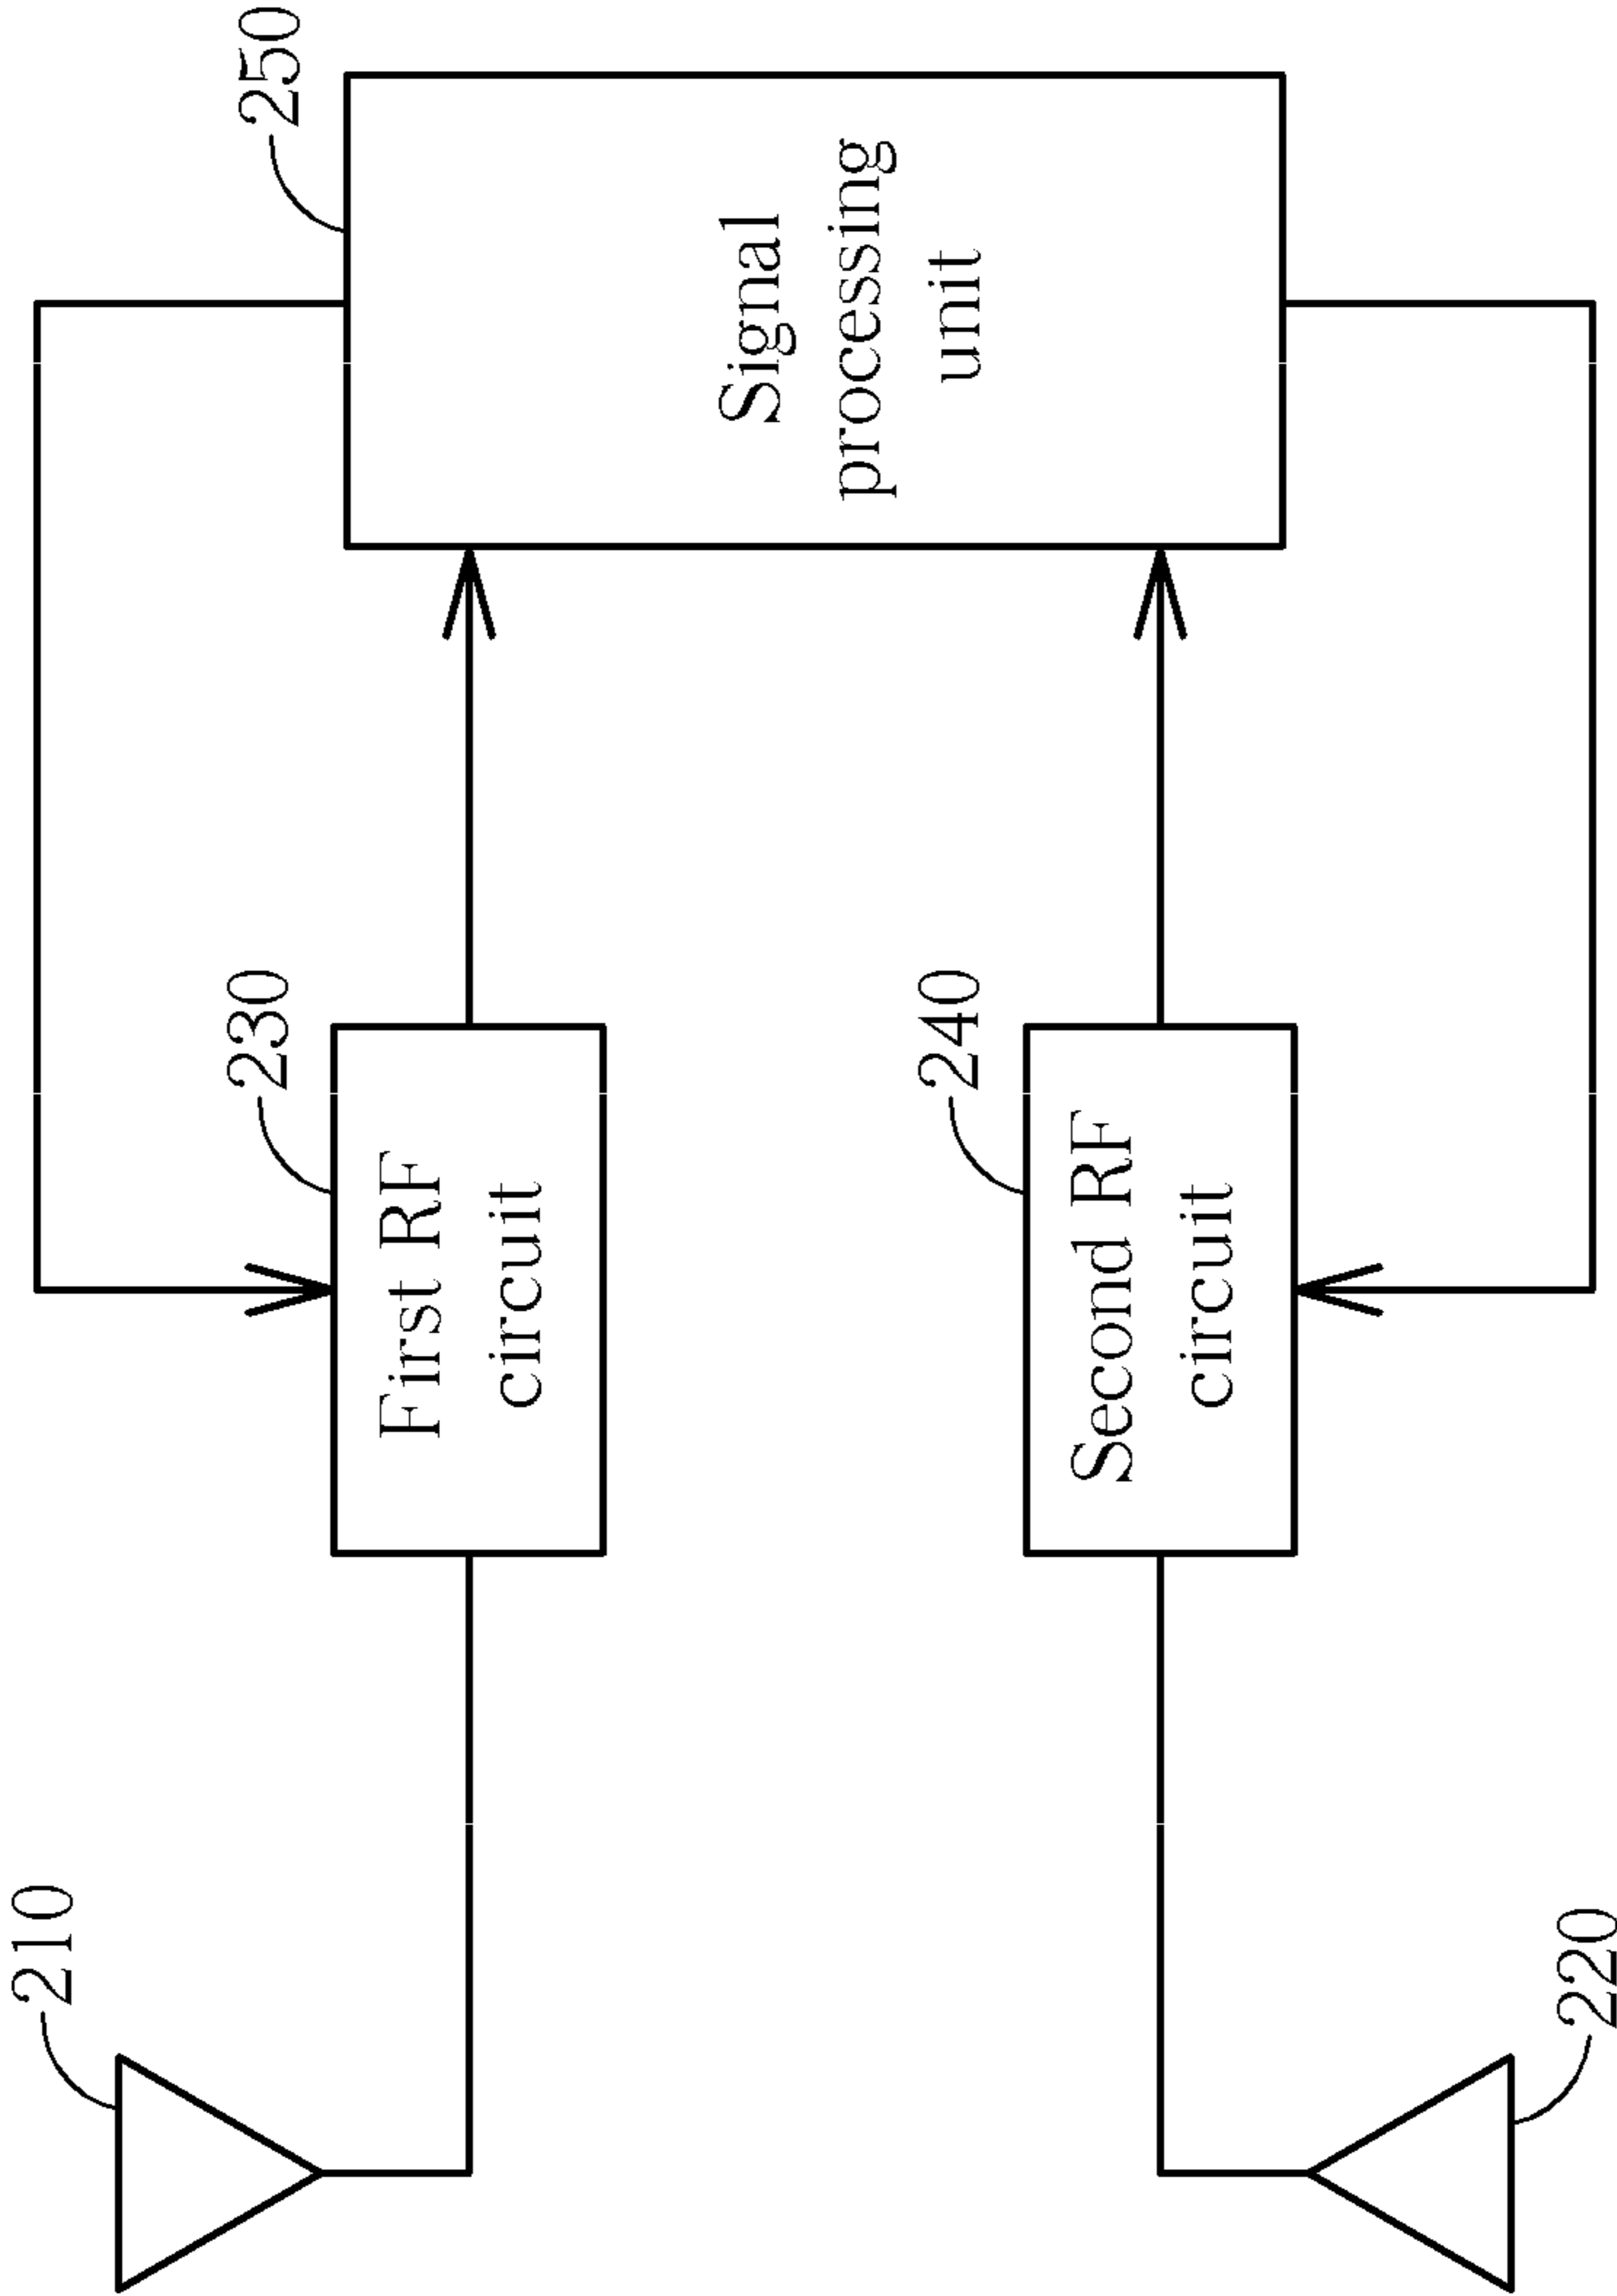 210
230
First RF
circuit
250
Signal
processing
unit
240
Second RF
circuit
220